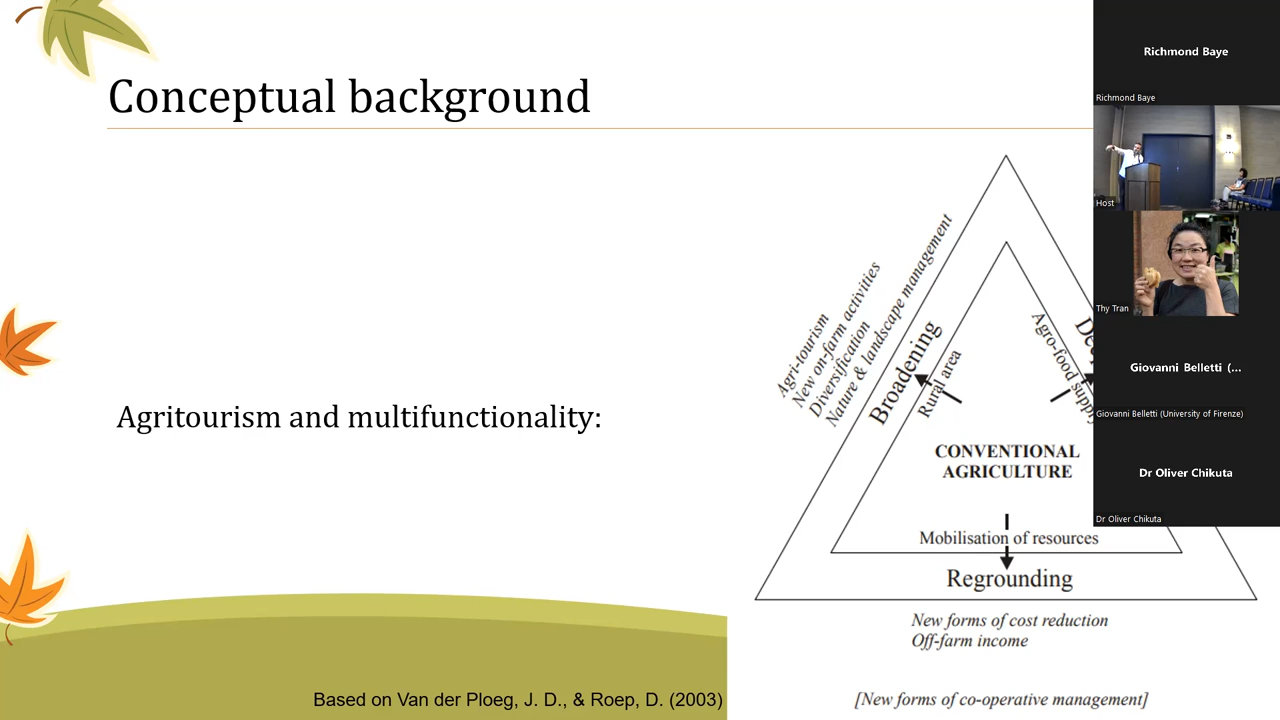 Conceptual background
Agritourism and multifunctionality:
Based on Van der Ploeg, J. D., & Roep, D. (2003)
Agri-tourism
New on-farm activities
Diversification
Nature & landscape management
Broadening
Rural area
Agro-food supply
CONVENTIONAL
AGRICULTURE
Mobilisation of resources
Regrounding
New forms of cost reduction
Off-farm income
[New forms of co-operative management]
Richmond Baye
Richmond Baye
Host
Thy Tran
Giovanni Belletti (...
Giovanni Belletti (University of Firenze)
Dr Oliver Chikuta
Dr Oliver Chikuta